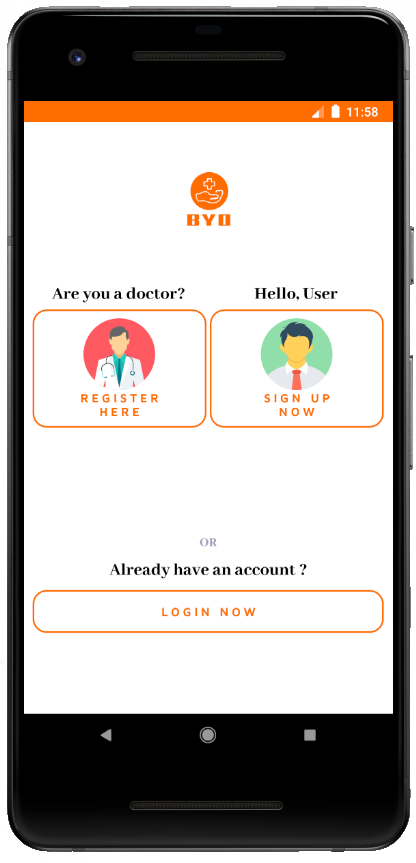 11:58
BYD
Are you a doctor?
Hello, User
REGISTER
HERE
SIGN UP
NOW
OR
Already have an account ?
LOGIN NOW